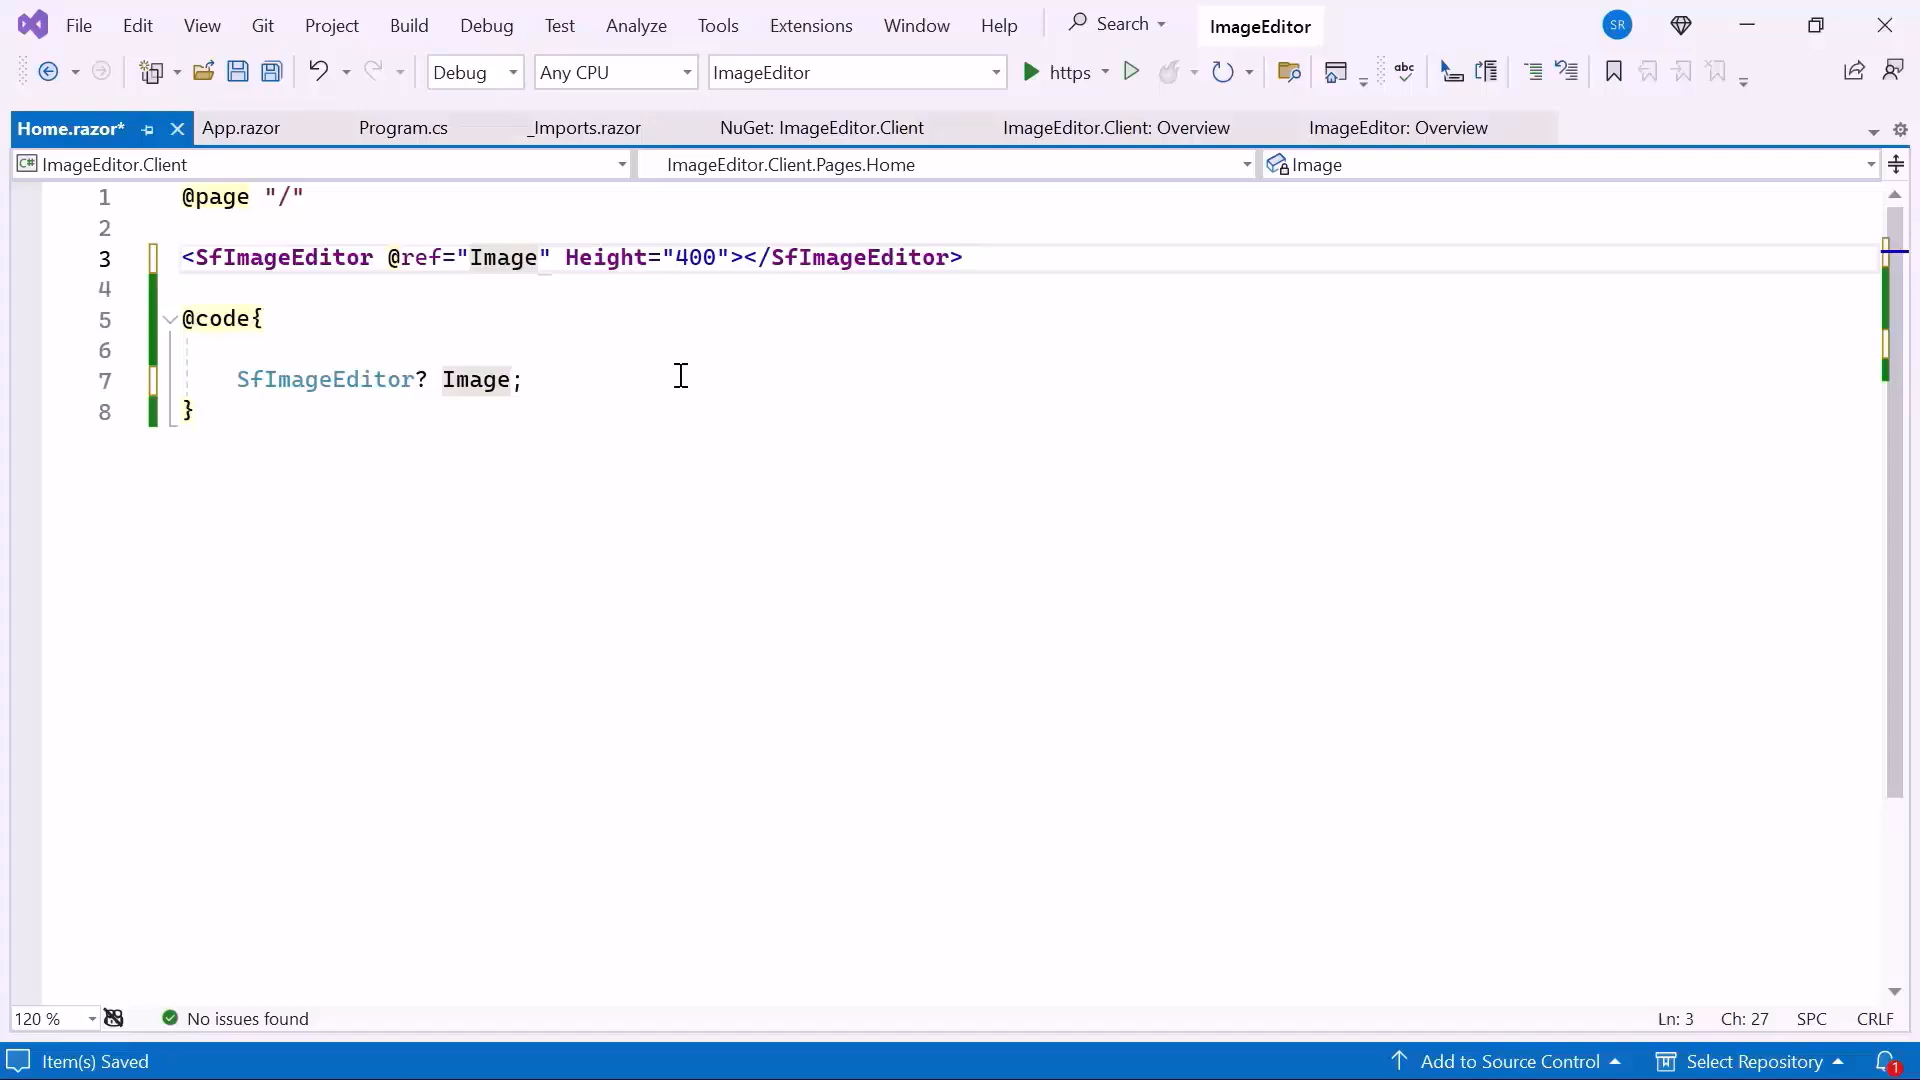 File Edit View Git Project Build Debug Test Analyze Tools Extensions Window Help Search ImageEditor SR
Debug Any CPU ImageEditor https abc
Home.razor* App.razor Program.cs _Imports.razor NuGet: ImageEditor.Client ImageEditor.Client: Overview ImageEditor: Overview
C# ImageEditor.Client ImageEditor.Client.Pages.Home Image
1 @page "/"
2
3 <SfImageEditor @ref="Image" Height="400"></SfImageEditor>
4
5 @code{
6
7 SfImageEditor? Image;
8 }
120 % No issues found Ln: 3 Ch: 27 SPC CRLF
Item(s) Saved Add to Source Control Select Repository 1